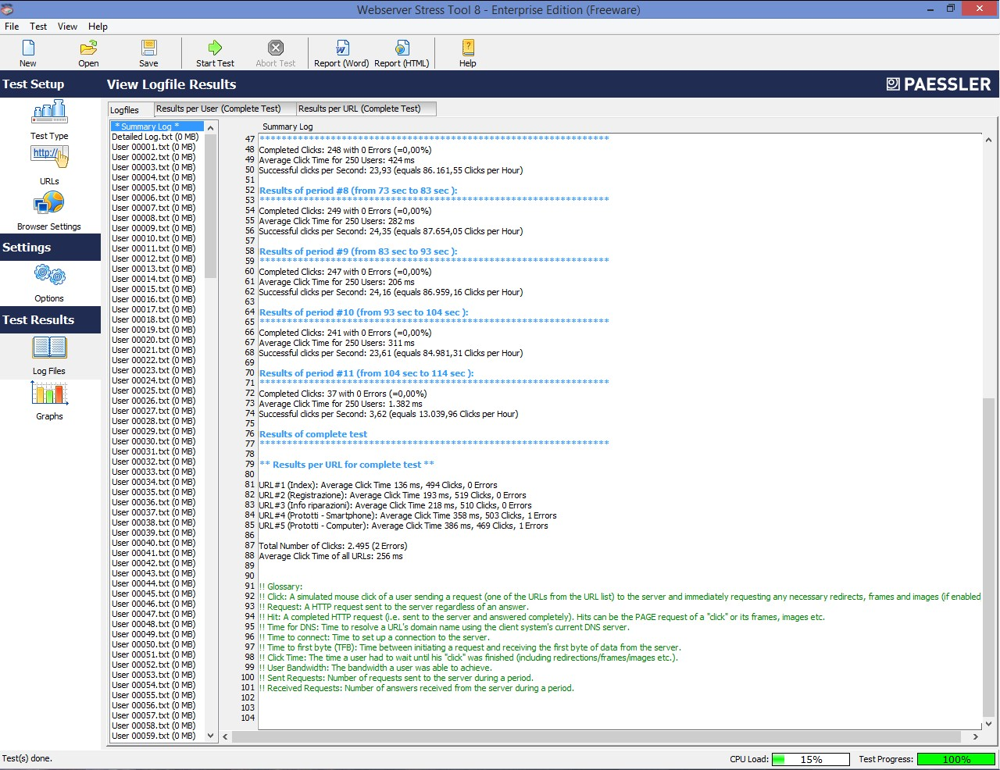 Webserver Stress Tool 8 - Enterprise Edition (Freeware)
File Test View Help
New Open Save Start Test Abort Test Report (Word) Report (HTML) Help
Test Setup
View Logfile Results
PAESSLER
Test Type
http://
URLs
Browser Settings
Settings
Options
Test Results
Log Files
Graphs
Logfiles Results per User (Complete Test) Results per URL (Complete Test)
* Summary Log *
Detailed Log.txt (0 MB)
User 00001.txt (0 MB)
User 00002.txt (0 MB)
User 00003.txt (0 MB)
User 00004.txt (0 MB)
User 00005.txt (0 MB)
User 00006.txt (0 MB)
User 00007.txt (0 MB)
User 00008.txt (0 MB)
User 00009.txt (0 MB)
User 00010.txt (0 MB)
User 00011.txt (0 MB)
User 00012.txt (0 MB)
User 00013.txt (0 MB)
User 00014.txt (0 MB)
User 00015.txt (0 MB)
User 00016.txt (0 MB)
User 00017.txt (0 MB)
User 00018.txt (0 MB)
User 00019.txt (0 MB)
User 00020.txt (0 MB)
User 00021.txt (0 MB)
User 00022.txt (0 MB)
User 00023.txt (0 MB)
User 00024.txt (0 MB)
User 00025.txt (0 MB)
User 00026.txt (0 MB)
User 00027.txt (0 MB)
User 00028.txt (0 MB)
User 00029.txt (0 MB)
User 00030.txt (0 MB)
User 00031.txt (0 MB)
User 00032.txt (0 MB)
User 00033.txt (0 MB)
User 00034.txt (0 MB)
User 00035.txt (0 MB)
User 00036.txt (0 MB)
User 00037.txt (0 MB)
User 00038.txt (0 MB)
User 00039.txt (0 MB)
User 00040.txt (0 MB)
User 00041.txt (0 MB)
User 00042.txt (0 MB)
User 00043.txt (0 MB)
User 00044.txt (0 MB)
User 00045.txt (0 MB)
User 00046.txt (0 MB)
User 00047.txt (0 MB)
User 00048.txt (0 MB)
User 00049.txt (0 MB)
User 00050.txt (0 MB)
User 00051.txt (0 MB)
User 00052.txt (0 MB)
User 00053.txt (0 MB)
User 00054.txt (0 MB)
User 00055.txt (0 MB)
User 00056.txt (0 MB)
User 00057.txt (0 MB)
User 00058.txt (0 MB)
User 00059.txt (0 MB)
Summary Log
47 ****************************************************************
48 Completed Clicks: 248 with 0 Errors (=0,00%)
49 Average Click Time for 250 Users: 424 ms
50 Successful clicks per Second: 23,93 (equals 86.161,55 Clicks per Hour)
51
52 Results of period #8 (from 73 sec to 83 sec ):
53 ****************************************************************
54 Completed Clicks: 249 with 0 Errors (=0,00%)
55 Average Click Time for 250 Users: 282 ms
56 Successful clicks per Second: 24,35 (equals 87.654,05 Clicks per Hour)
57
58 Results of period #9 (from 83 sec to 93 sec ):
59 ****************************************************************
60 Completed Clicks: 247 with 0 Errors (=0,00%)
61 Average Click Time for 250 Users: 206 ms
62 Successful clicks per Second: 24,16 (equals 86.959,16 Clicks per Hour)
63
64 Results of period #10 (from 93 sec to 104 sec ):
65 ****************************************************************
66 Completed Clicks: 241 with 0 Errors (=0,00%)
67 Average Click Time for 250 Users: 311 ms
68 Successful clicks per Second: 23,61 (equals 84.981,31 Clicks per Hour)
69
70 Results of period #11 (from 104 sec to 114 sec ):
71 ****************************************************************
72 Completed Clicks: 37 with 0 Errors (=0,00%)
73 Average Click Time for 250 Users: 1.382 ms
74 Successful clicks per Second: 3,62 (equals 13.039,96 Clicks per Hour)
75
76 Results of complete test
77 ****************************************************************
78
79 ** Results per URL for complete test **
80
81 URL#1 (Index): Average Click Time 136 ms, 494 Clicks, 0 Errors
82 URL#2 (Registrazione): Average Click Time 193 ms, 519 Clicks, 0 Errors
83 URL#3 (Info riparazioni): Average Click Time 218 ms, 510 Clicks, 0 Errors
84 URL#4 (Prototti - Smartphone): Average Click Time 358 ms, 503 Clicks, 1 Errors
85 URL#5 (Prototti - Computer): Average Click Time 386 ms, 469 Clicks, 1 Errors
86
87 Total Number of Clicks: 2.495 (2 Errors)
88 Average Click Time of all URLs: 256 ms
89
90
91 !! Glossary:
92 !! Click: A simulated mouse click of a user sending a request (one of the URLs from the URL list) to the server and immediately requesting any necessary redirects, frames and images (if enabled
93 !! Request: A HTTP request sent to the server regardless of an answer.
94 !! Hit: A completed HTTP request (i.e. sent to the server and answered completely). Hits can be the PAGE request of a "click" or its frames, images etc.
95 !! Time for DNS: Time to resolve a URL's domain name using the client system's current DNS server.
96 !! Time to connect: Time to set up a connection to the server.
97 !! Time to first byte (TFB): Time between initiating a request and receiving the first byte of data from the server.
98 !! Click Time: The time a user had to wait until his "click" was finished (including redirections/frames/images etc.).
99 !! User Bandwidth: The bandwidth a user was able to achieve.
100 !! Sent Requests: Number of requests sent to the server during a period.
101 !! Received Requests: Number of answers received from the server during a period.
102
103
104
Test(s) done.
CPU Load: 15% Test Progress: 100%